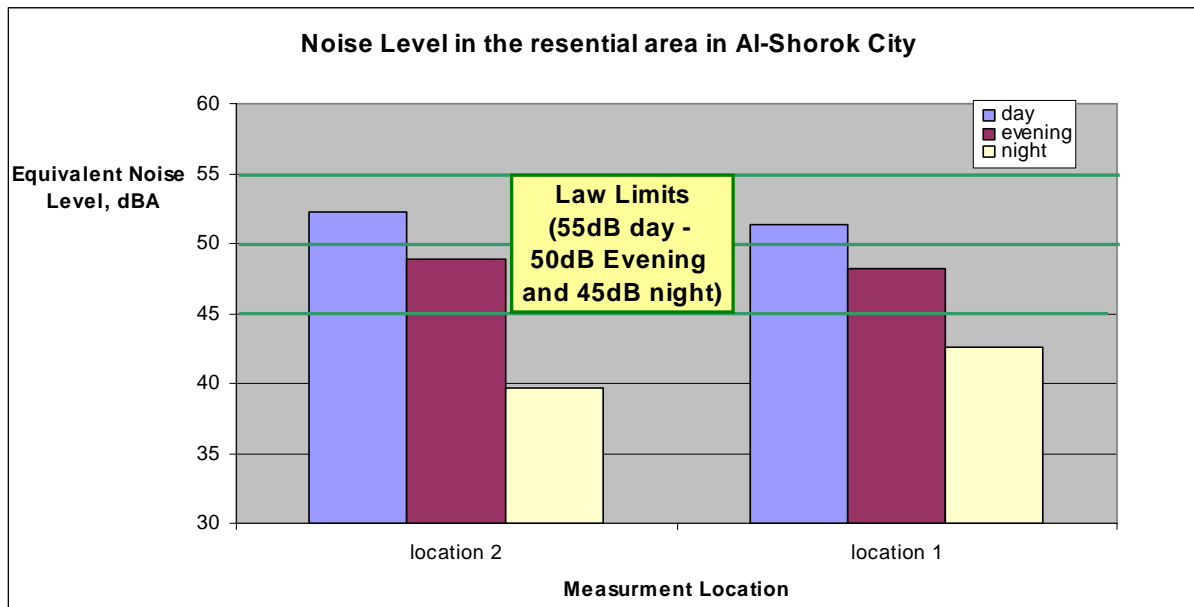 Noise Level in the resential area in Al-Shorok City
Equivalent Noise
Level, dBA
60
55
50
45
40
35
30
day
evening
night
Law Limits
(55dB day -
50dB Evening
and 45dB night)
location 2
location 1
Measurment Location